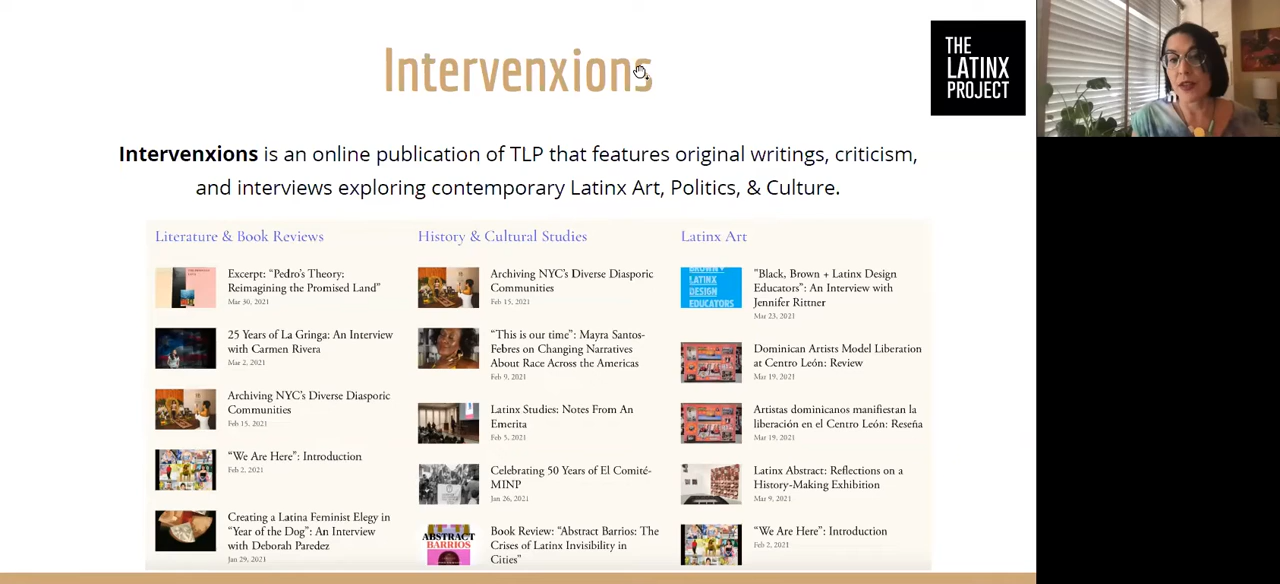 Intervenxions
THE
LATINX
PROJECT
Intervenxions is an online publication of TLP that features original writings, criticism,
and interviews exploring contemporary Latinx Art, Politics, & Culture.
Literature & Book Reviews
Excerpt: “Pedro’s Theory:
Reimagining the Promised Land”
Mar 30, 2021
25 Years of La Gringa: An Interview
with Carmen Rivera
Mar 2, 2021
Archiving NYC’s Diverse Diasporic
Communities
Feb 15, 2021
“We Are Here”: Introduction
Feb 2, 2021
Creating a Latina Feminist Elegy in
“Year of the Dog”: An Interview
with Deborah Paredez
Jan 29, 2021
History & Cultural Studies
Archiving NYC’s Diverse Diasporic
Communities
Feb 15, 2021
“This is our time”: Mayra Santos-
Febres on Changing Narratives
About Race Across the Americas
Feb 9, 2021
Latinx Studies: Notes From An
Emerita
Feb 5, 2021
Celebrating 50 Years of El Comité-
MINP
Jan 26, 2021
ABSTRACT
BARRIOS
Book Review: “Abstract Barrios: The
Crises of Latinx Invisibility in
Cities”
Latinx Art
BROWN +
LATINX
DESIGN
EDUCATORS
"Black, Brown + Latinx Design
Educators”: An Interview with
Jennifer Rittner
Mar 23, 2021
Dominican Artists Model Liberation
at Centro León: Review
Mar 19, 2021
Artistas dominicanos manifiestan la
liberación en el Centro León: Reseña
Mar 19, 2021
Latinx Abstract: Reflections on a
History-Making Exhibition
Mar 9, 2021
“We Are Here”: Introduction
Feb 2, 2021